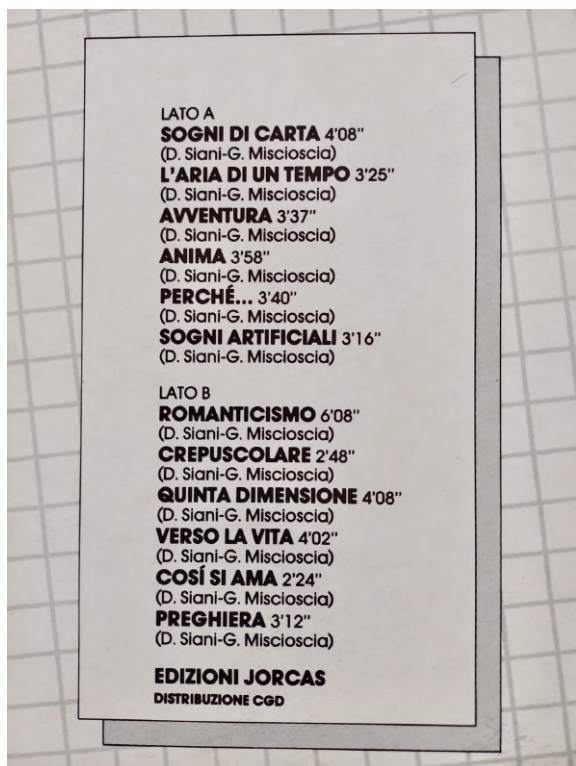 LATO A
SOGNI DI CARTA 4'08"
(D. Siani-G. Miscioscia)
L'ARIA DI UN TEMPO 3'25"
(D. Siani-G. Miscioscia)
AVVENTURA 3'37"
(D. Siani-G. Miscioscia)
ANIMA 3'58"
(D. Siani-G. Miscioscia)
PERCHÉ... 3'40"
(D. Siani-G. Miscioscia)
SOGNI ARTIFICIALI 3'16"
(D. Siani-G. Miscioscia)
LATO B
ROMANTICISMO 6'08"
(D. Siani-G. Miscioscia)
CREPUSCOLARE 2'48"
(D. Siani-G. Miscioscia)
QUINTA DIMENSIONE 4'08"
(D. Siani-G. Miscioscia)
VERSO LA VITA 4'02"
(D. Siani-G. Miscioscia)
COSÍ SI AMA 2'24"
(D. Siani-G. Miscioscia)
PREGHIERA 3'12"
(D. Siani-G. Miscioscia)
EDIZIONI JORCAS
DISTRIBUZIONE CGD